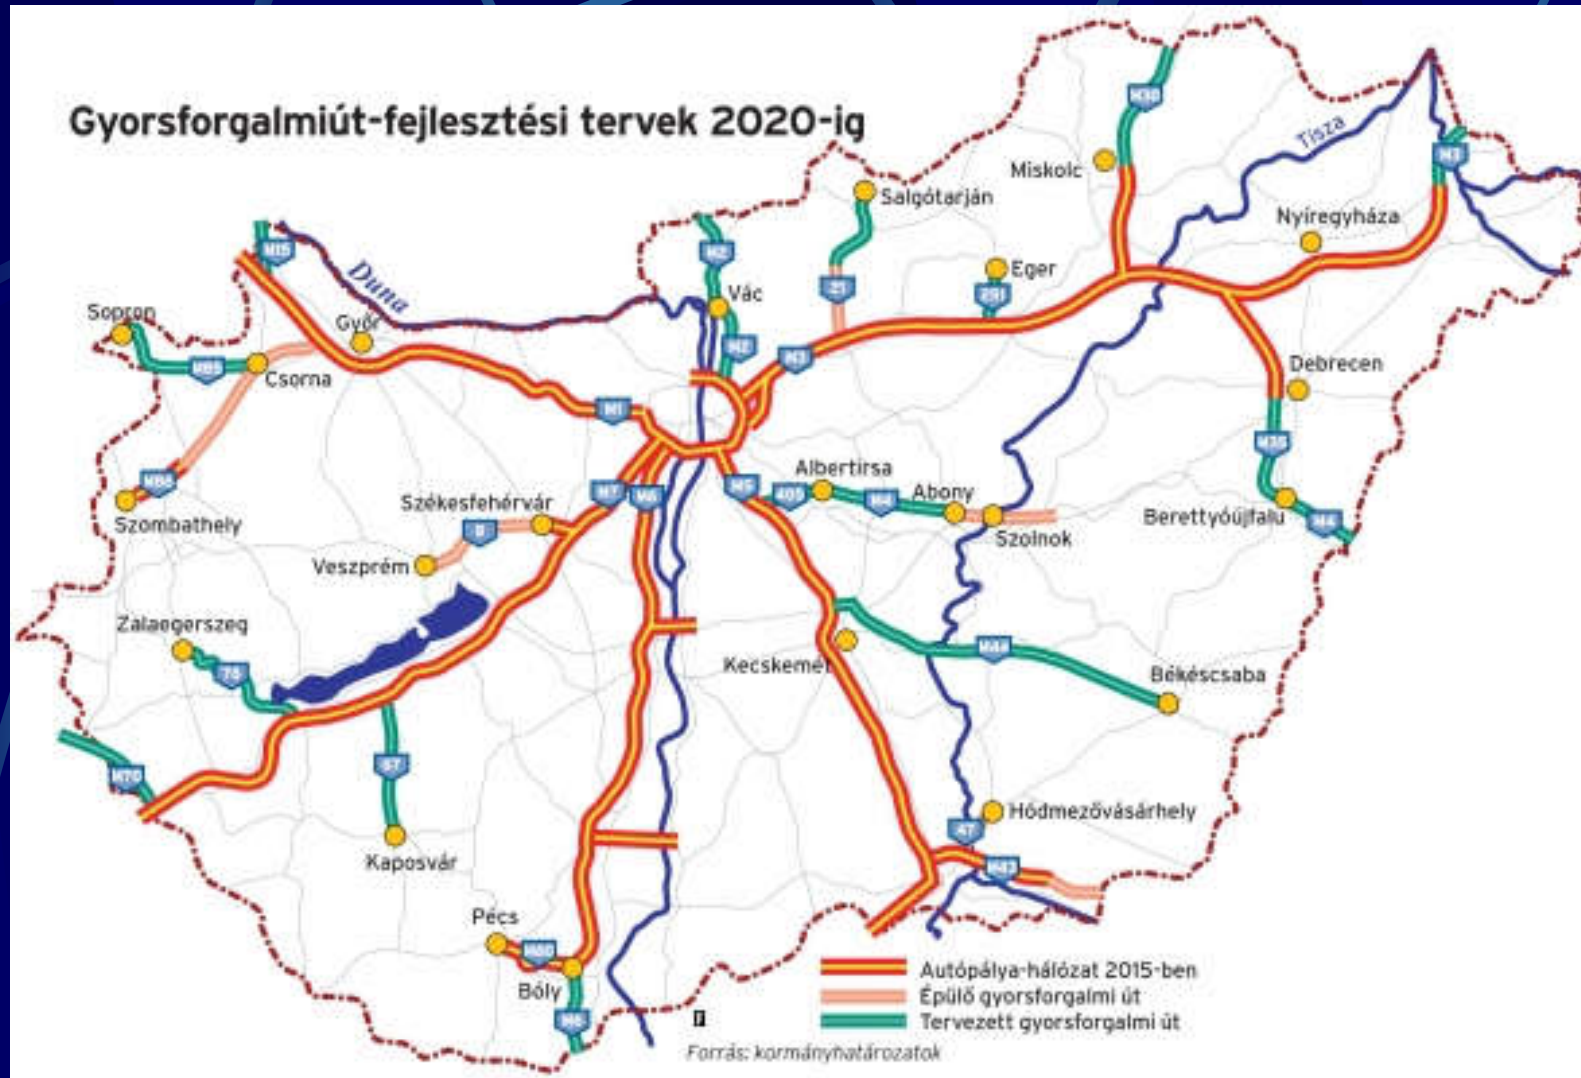 Gyorsforgalmiút-fejlesztési tervek 2020-ig
M30
Tisza
M3
Miskolc
Salgótarján
Nyíregyháza
M15
Duna
M2
Eger
21
251
Vác
Sopron
Győr
M2
M3
M85
Csorna
Debrecen
M1
M35
Albertirsa
M86
Székesfehérvár
M7
M6
M5
405
M4
Abony
Szombathely
8
Szolnok
Berettyóújfalu
M4
Veszprém
Zalaegerszeg
76
Kecskemét
M44
Békéscsaba
M70
67
Hódmezővásárhely
47
Kaposvár
M43
Pécs
M60
Bóly
M6
Autópálya-hálózat 2015-ben
Épülő gyorsforgalmi út
Tervezett gyorsforgalmi út
Forrás: kormányhatározatok